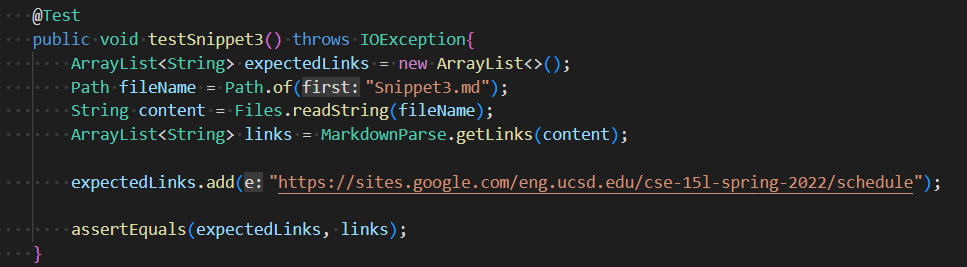 @Test
public void testSnippet3() throws IOException{
ArrayList<String> expectedLinks = new ArrayList<>();
Path fileName = Path.of(first: "Snippet3.md");
String content = Files.readString(fileName);
ArrayList<String> links = MarkdownParse.getLinks(content);
expectedLinks.add(e: "https://sites.google.com/eng.ucsd.edu/cse-15l-spring-2022/schedule");
assertEquals(expectedLinks, links);
}